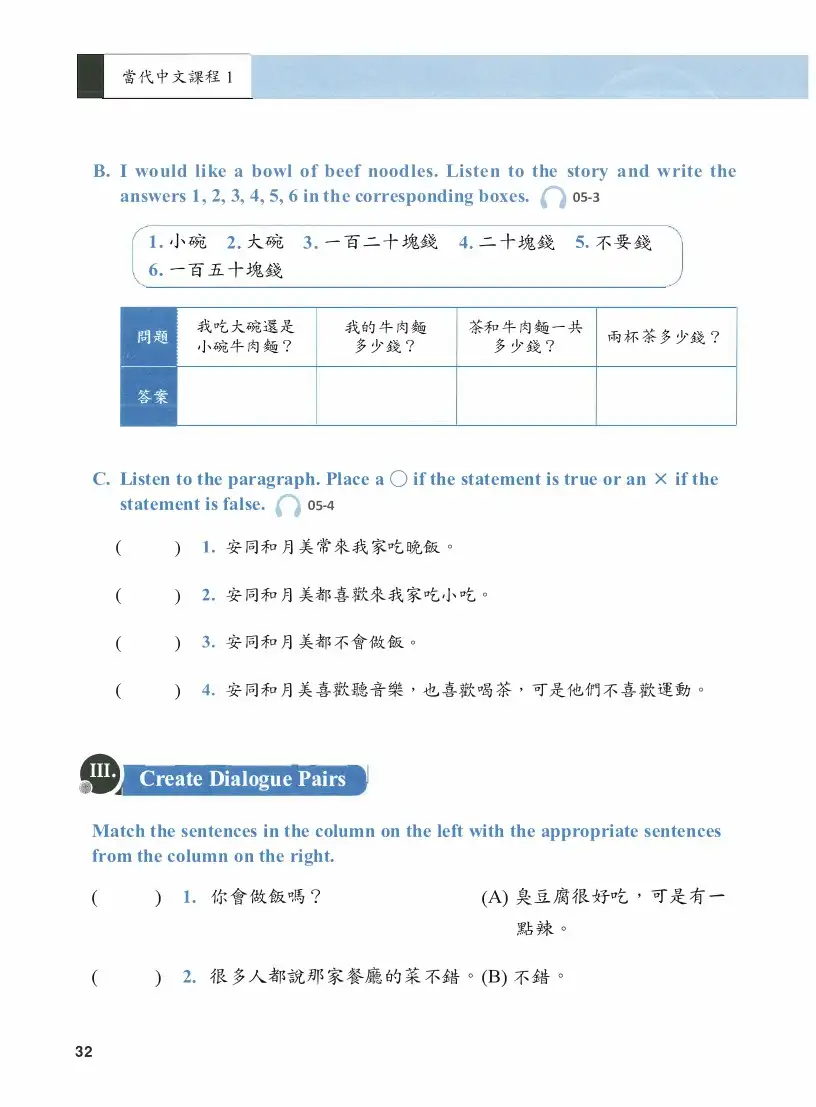 當代中文課程 1
B. I would like a bowl of beef noodles. Listen to the story and write the
answers 1, 2, 3, 4, 5, 6 in the corresponding boxes. 05-3
1. 小碗 2. 大碗 3. 一百二十塊錢 4. 二十塊錢 5. 不要錢
6. 一百五十塊錢
問題
我吃大碗還是
小碗牛肉麵？
我的牛肉麵
多少錢？
茶和牛肉麵一共
多少錢？
兩杯茶多少錢？
答案
C. Listen to the paragraph. Place a ◯ if the statement is true or an × if the
statement is false. 05-4
( ) 1. 安同和月美常來我家吃晚飯。
( ) 2. 安同和月美都喜歡來我家吃小吃。
( ) 3. 安同和月美都不會做飯。
( ) 4. 安同和月美喜歡聽音樂，也喜歡喝茶，可是他們不喜歡運動。
III. Create Dialogue Pairs
Match the sentences in the column on the left with the appropriate sentences
from the column on the right.
( ) 1. 你會做飯嗎？
(A) 臭豆腐很好吃，可是有一
點辣。
( ) 2. 很多人都說那家餐廳的菜不錯。
(B) 不錯。
32